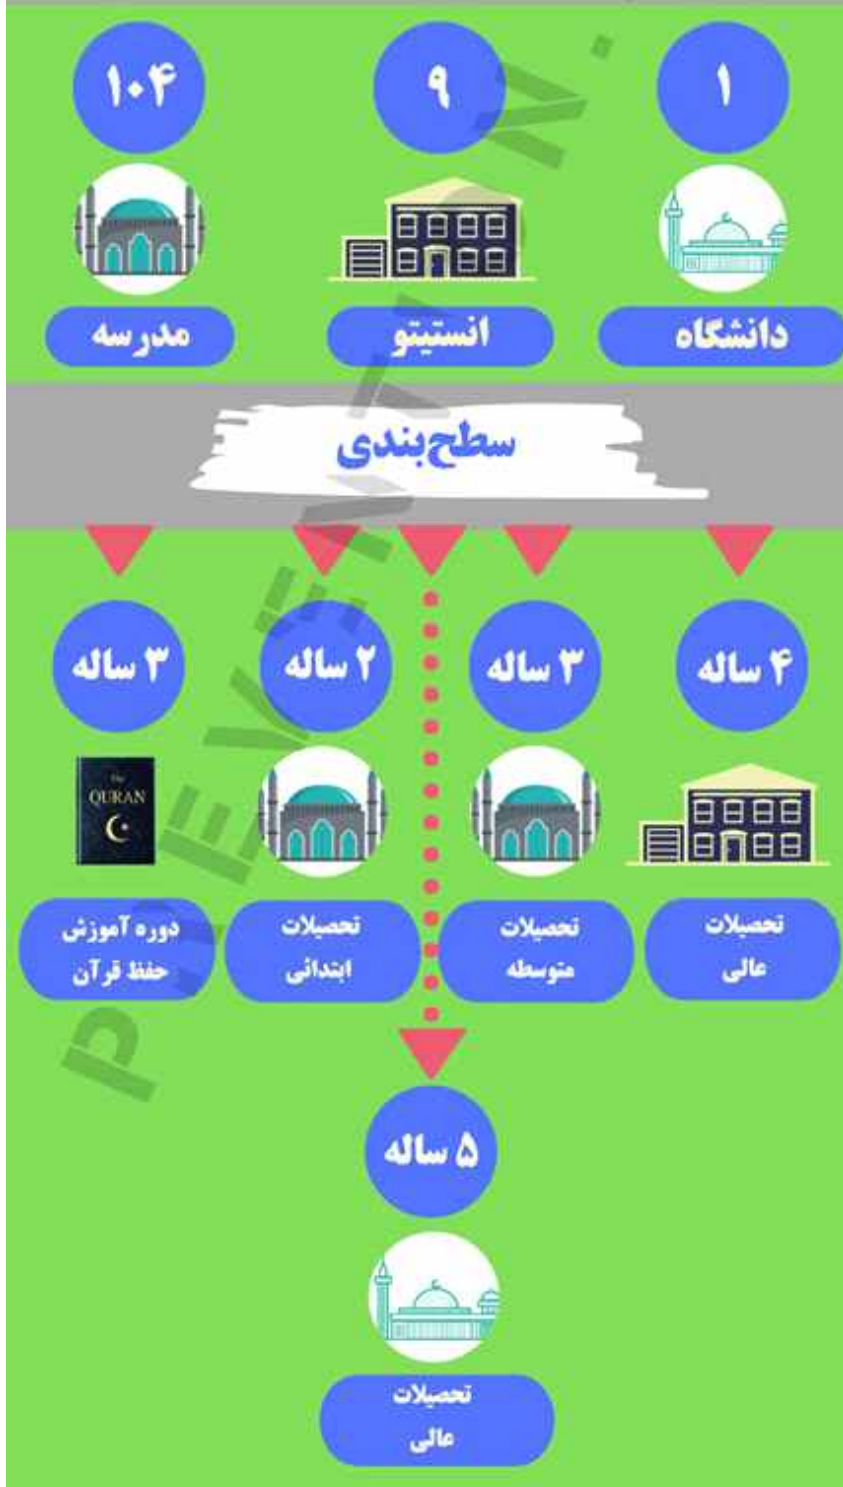 ۱
۹
۱۰۴
دانشگاه
انستیتو
مدرسه
سطح‌بندی
۴ ساله
۳ ساله
۲ ساله
۳ ساله
The
QURAN
تحصیلات
عالی
تحصیلات
متوسطه
تحصیلات
ابتدائی
دوره آموزش
حفظ قرآن
۵ ساله
تحصیلات
عالی